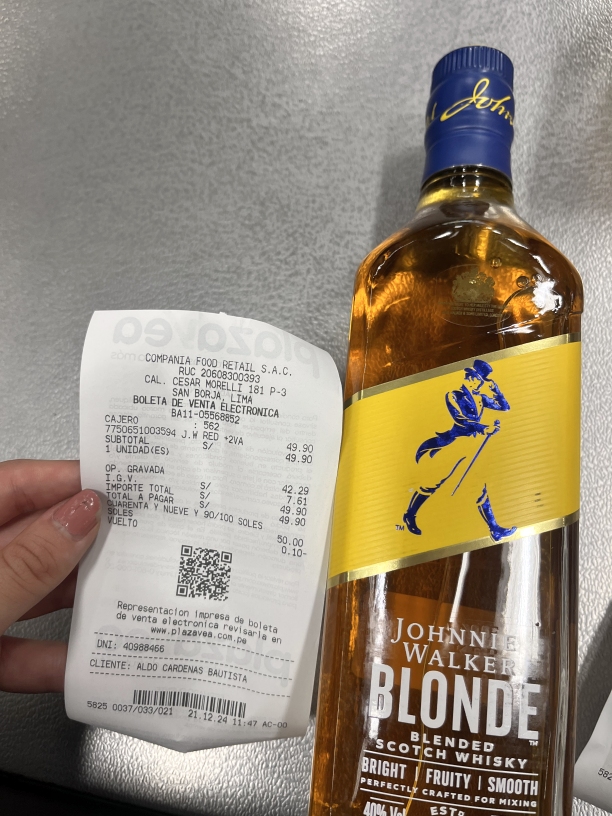 COMPANIA FOOD RETAIL S.A.C.
RUC 20608300393
CAL. CESAR MORELLI 181 P-3
SAN BORJA, LIMA
BOLETA DE VENTA ELECTRONICA
BA11-05568852
CAJERO : 562
7750651003594 J.W RED +2VA 49.90
SUBTOTAL S/ 49.90
1 UNIDAD(ES)
OP. GRAVADA S/ 42.29
I.G.V. S/ 7.61
IMPORTE TOTAL S/ 49.90
TOTAL A PAGAR S/ 49.90
CUARENTA Y NUEVE Y 90/100 SOLES
SOLES 50.00
VUELTO 0.10-
Representacion impresa de boleta
de venta electronica revisarla en
www.plazavea.com.pe
DNI: 40988466
CLIENTE: ALDO CARDENAS BAUTISTA
5825 0037/033/021 21.12.24 11:47 AC-00
John
TM
JOHNNIE
WALKER
BLONDE
TM
BLENDED
SCOTCH WHISKY
BRIGHT | FRUITY | SMOOTH
PERFECTLY CRAFTED FOR MIXING
40% Vol
ESTD
582